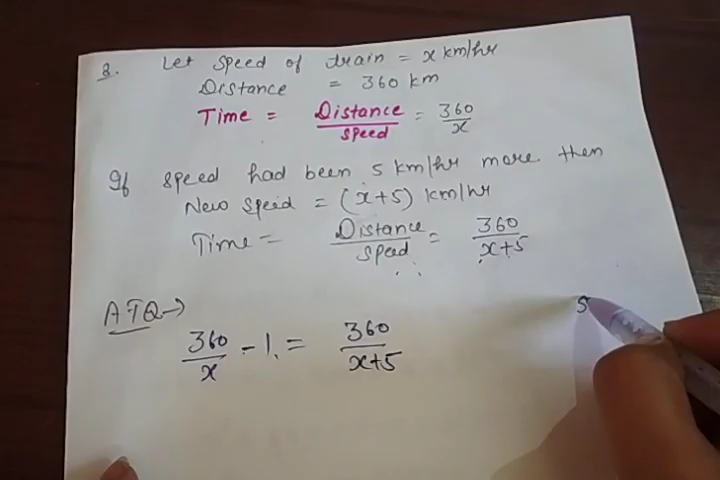 8. Let speed of train = x km/hr
Distance = 360 km
Time = Distance/speed = 360/x
If speed had been 5 km/hr more then
New speed = (x+5) km/hr
Time = Distance/speed = 360/x+5
ATQ→
360/x - 1 = 360/x+5
5